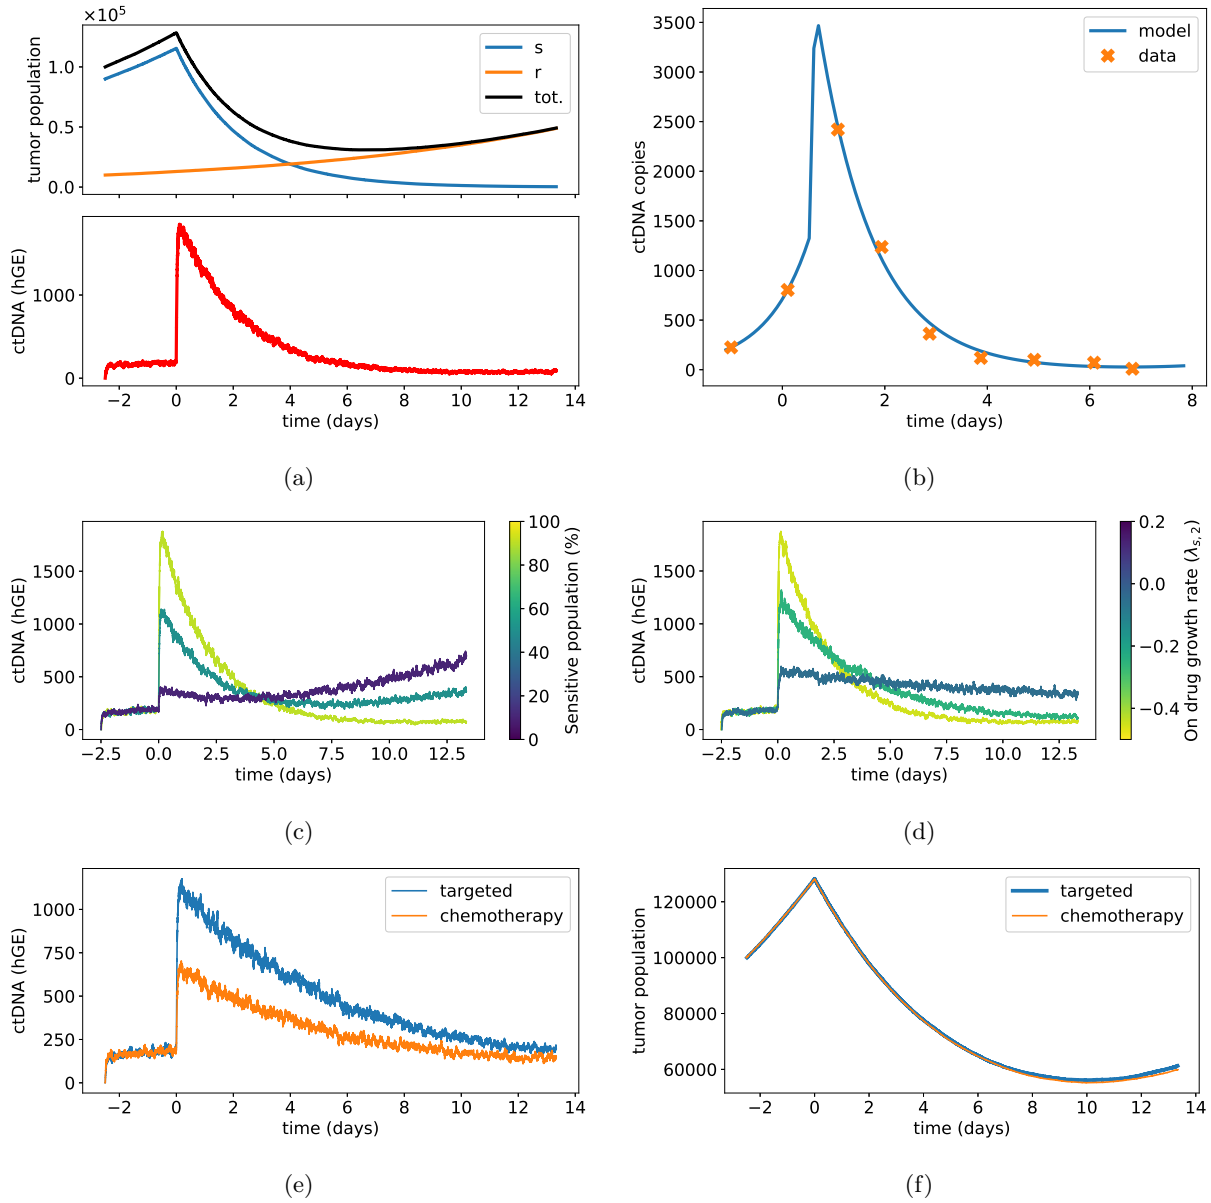 ×10⁵
1.0
0.5
0.0
tumor population
s
r
tot.
1000
0
ctDNA (hGE)
−2 0 2 4 6 8 10 12 14
time (days)
(a)
3500
3000
2500
2000
1500
1000
500
0
ctDNA copies
model
data
0 2 4 6 8
time (days)
(b)
1500
1000
500
0
ctDNA (hGE)
−2.5 0.0 2.5 5.0 7.5 10.0 12.5
time (days)
100
80
60
40
20
0
Sensitive population (%)
(c)
1500
1000
500
0
ctDNA (hGE)
−2.5 0.0 2.5 5.0 7.5 10.0 12.5
time (days)
0.2
0.0
−0.2
−0.4
On drug growth rate (λs, 2)
(d)
1000
750
500
250
0
ctDNA (hGE)
targeted
chemotherapy
−2 0 2 4 6 8 10 12 14
time (days)
(e)
120000
100000
80000
60000
tumor population
targeted
chemotherapy
−2 0 2 4 6 8 10 12 14
time (days)
(f)